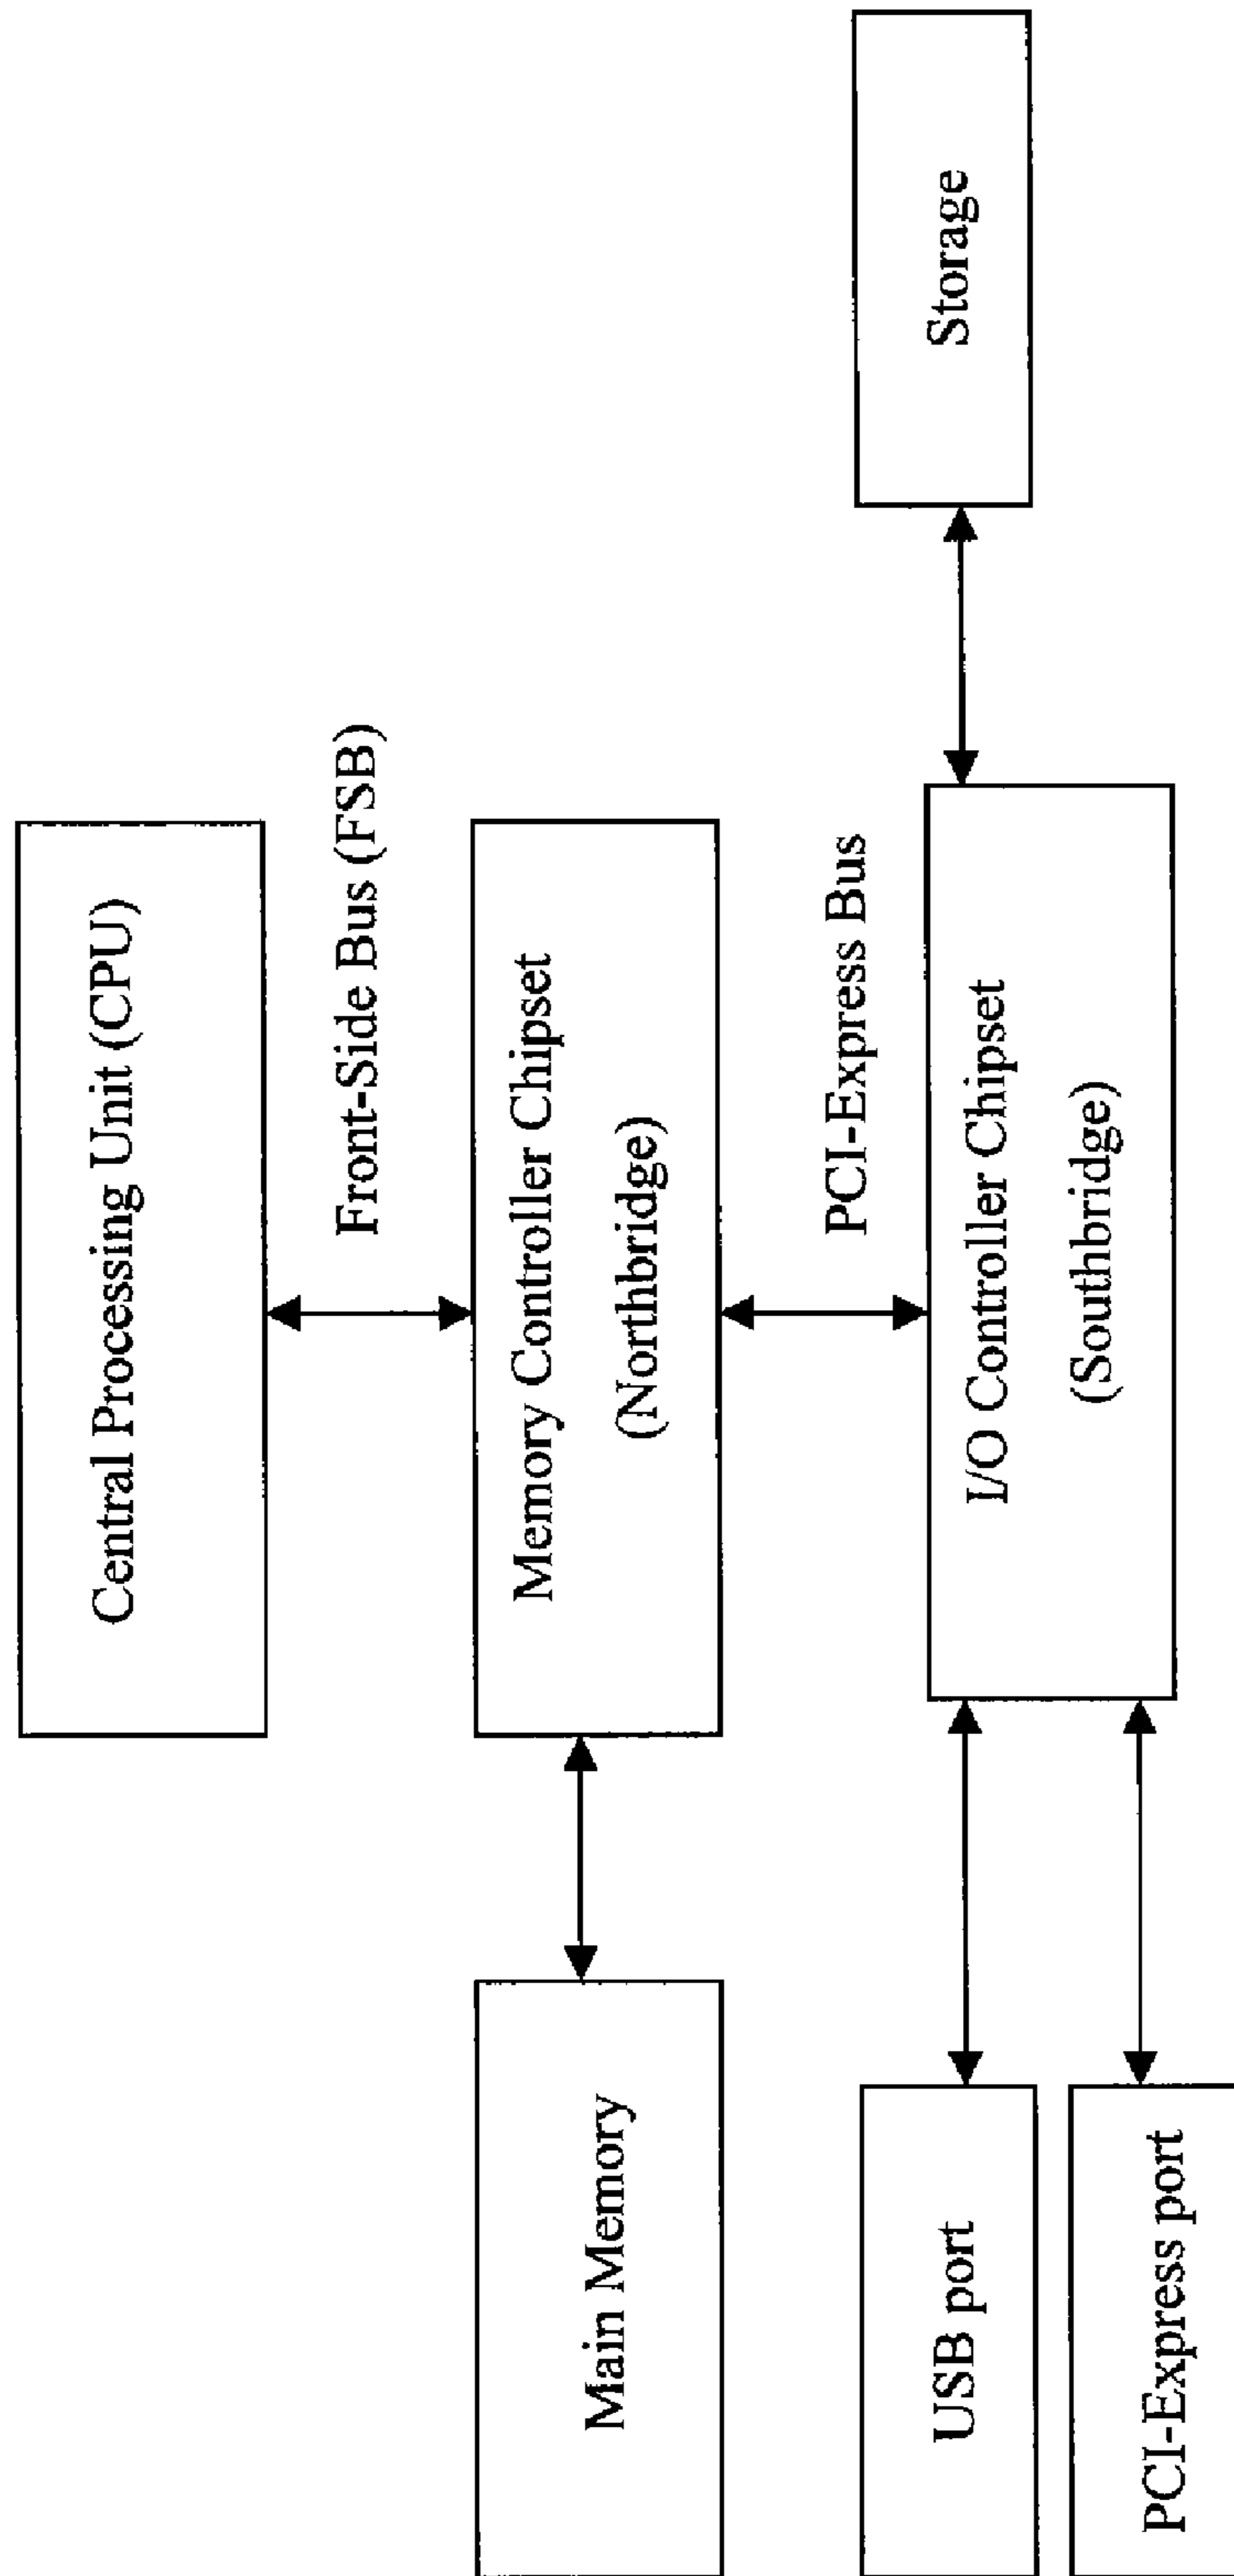 Central Processing Unit (CPU)
Front-Side Bus (FSB)
Main Memory
Memory Controller Chipset
(Northbridge)
PCI-Express Bus
USB port
PCI-Express port
I/O Controller Chipset
(Southbridge)
Storage